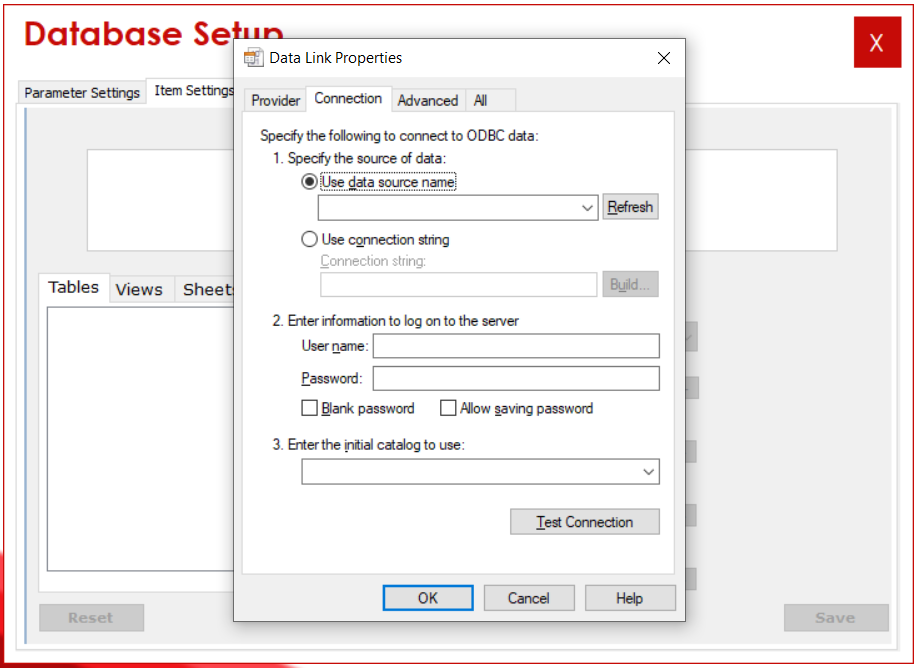 Database Setup
X
Data Link Properties
Parameter Settings
Item Settings
Provider
Connection
Advanced
All
Specify the following to connect to ODBC data:
1. Specify the source of data:
Use data source name
Refresh
Use connection string
Connection string:
Build...
Tables
Views
Sheets
2. Enter information to log on to the server
User name:
Password:
Blank password
Allow saving password
3. Enter the initial catalog to use:
Test Connection
OK
Cancel
Help
Reset
Save